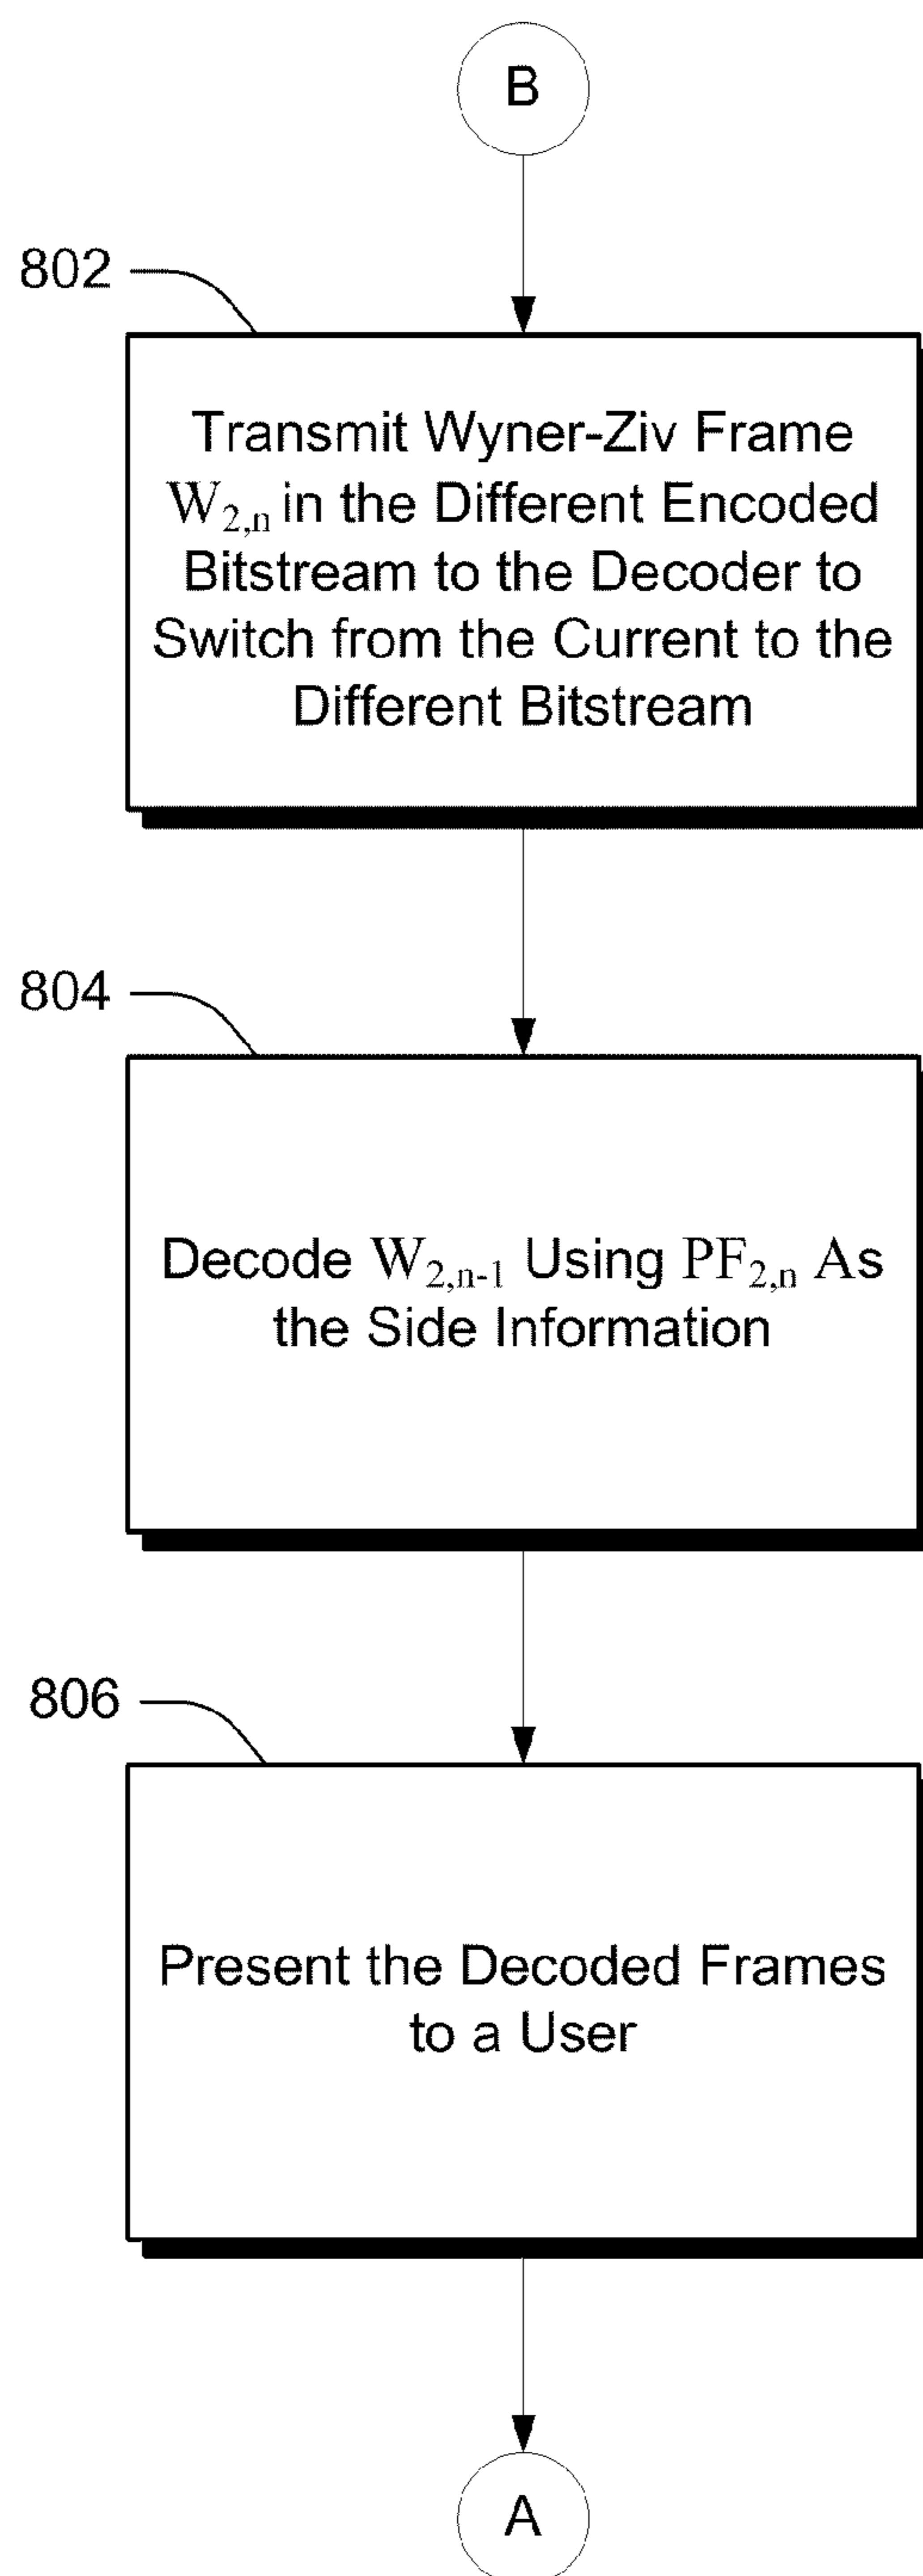 B
802
Transmit Wyner-Ziv Frame
W2,n in the Different Encoded
Bitstream to the Decoder to
Switch from the Current to the
Different Bitstream
804
Decode W2,n-1 Using PF2,n As
the Side Information
806
Present the Decoded Frames
to a User
A